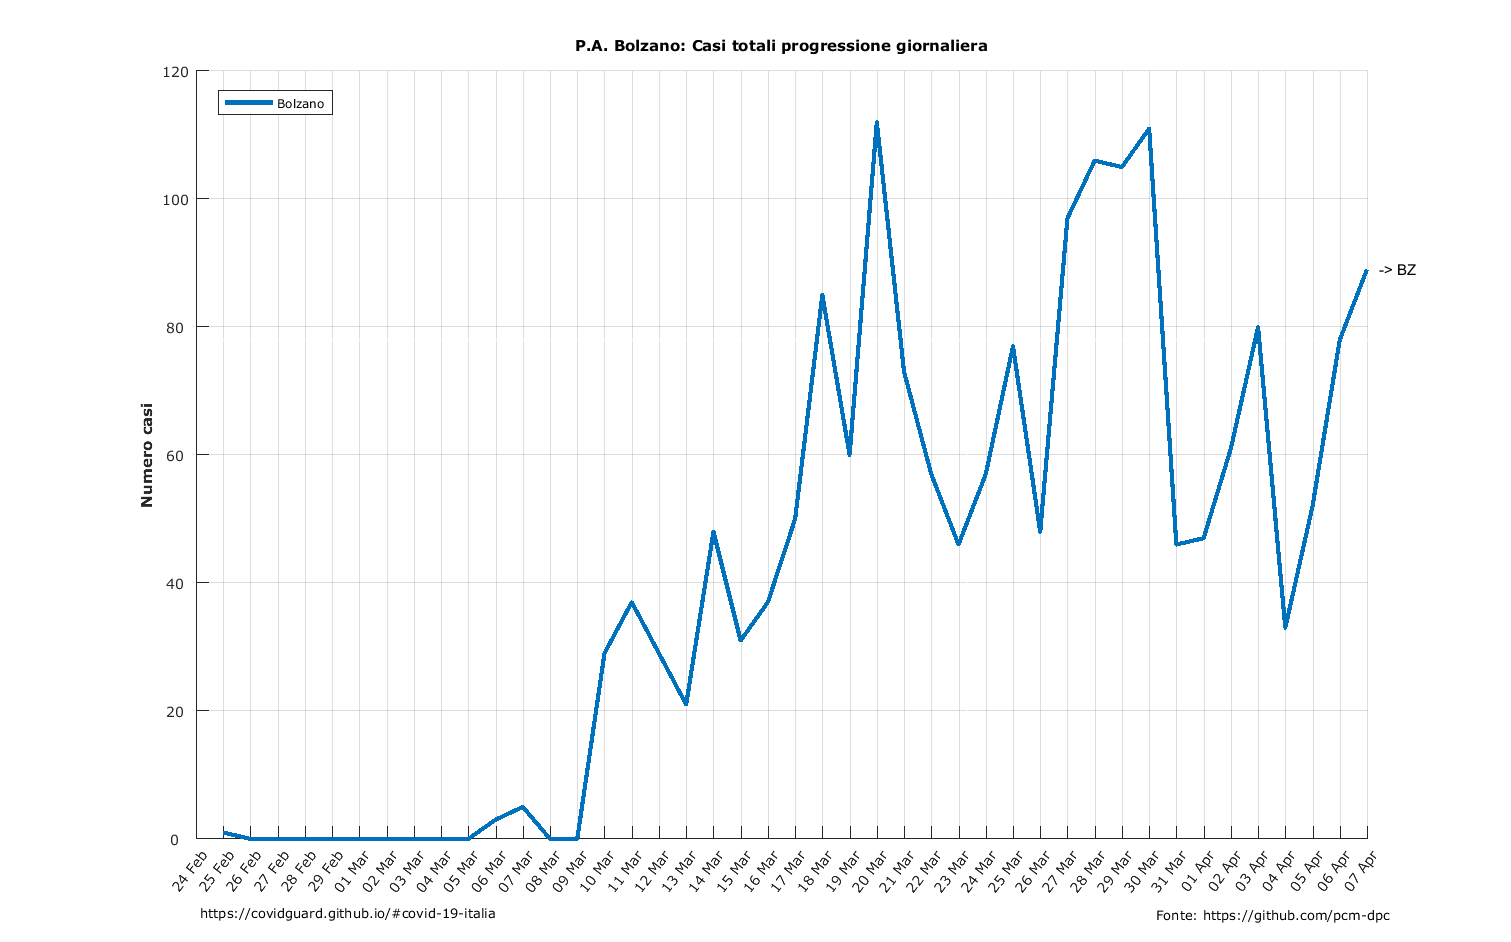 P.A. Bolzano: Casi totali progressione giornaliera
Bolzano
Numero casi
120
100
80
60
40
20
0
-> BZ
24 Feb
25 Feb
26 Feb
27 Feb
28 Feb
29 Feb
01 Mar
02 Mar
03 Mar
04 Mar
05 Mar
06 Mar
07 Mar
08 Mar
09 Mar
10 Mar
11 Mar
12 Mar
13 Mar
14 Mar
15 Mar
16 Mar
17 Mar
18 Mar
19 Mar
20 Mar
21 Mar
22 Mar
23 Mar
24 Mar
25 Mar
26 Mar
27 Mar
28 Mar
29 Mar
30 Mar
31 Mar
01 Apr
02 Apr
03 Apr
04 Apr
05 Apr
06 Apr
07 Apr
https://covidguard.github.io/#covid-19-italia
Fonte: https://github.com/pcm-dpc